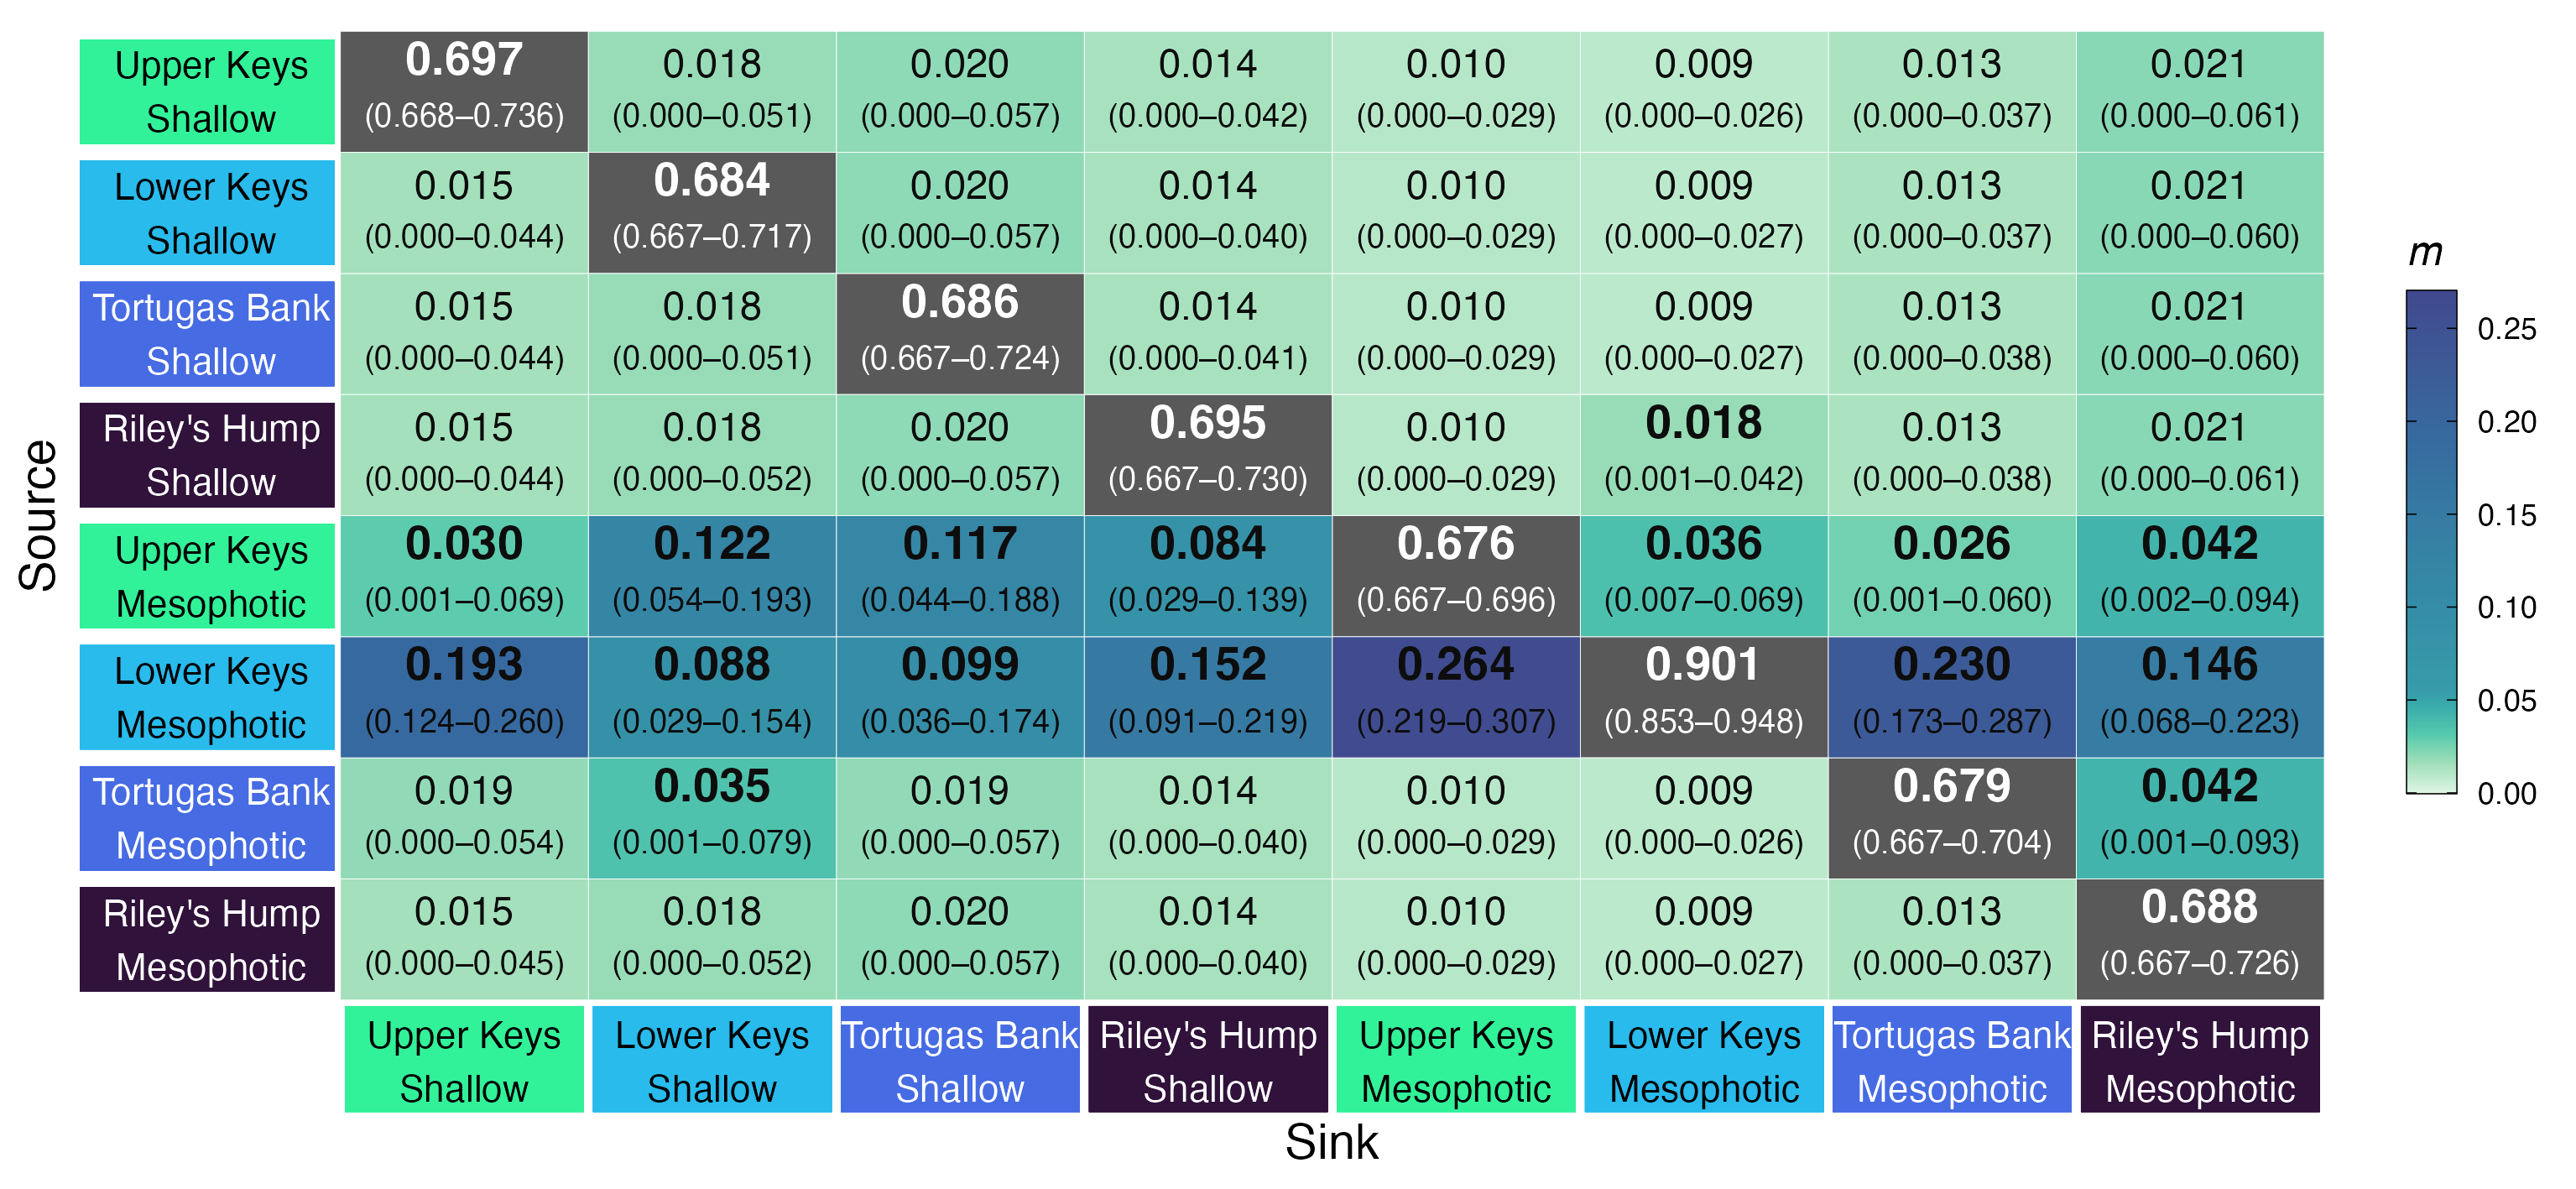 Upper Keys
Shallow
0.697 0.018 0.020 0.014 0.010 0.009 0.013 0.021
(0.668–0.736) (0.000–0.051) (0.000–0.057) (0.000–0.042) (0.000–0.029) (0.000–0.026) (0.000–0.037) (0.000–0.061)
Lower Keys
Shallow
0.015 0.684 0.020 0.014 0.010 0.009 0.013 0.021
(0.000–0.044) (0.667–0.717) (0.000–0.057) (0.000–0.040) (0.000–0.029) (0.000–0.027) (0.000–0.037) (0.000–0.060)
Tortugas Bank
Shallow
0.015 0.018 0.686 0.014 0.010 0.009 0.013 0.021
(0.000–0.044) (0.000–0.051) (0.667–0.724) (0.000–0.041) (0.000–0.029) (0.000–0.027) (0.000–0.038) (0.000–0.060)
Riley's Hump
Shallow
0.015 0.018 0.020 0.695 0.010 0.018 0.013 0.021
(0.000–0.044) (0.000–0.052) (0.000–0.057) (0.667–0.730) (0.000–0.029) (0.001–0.042) (0.000–0.038) (0.000–0.061)
Upper Keys
Mesophotic
0.030 0.122 0.117 0.084 0.676 0.036 0.026 0.042
(0.001–0.069) (0.054–0.193) (0.044–0.188) (0.029–0.139) (0.667–0.696) (0.007–0.069) (0.001–0.060) (0.002–0.094)
Lower Keys
Mesophotic
0.193 0.088 0.099 0.152 0.264 0.901 0.230 0.146
(0.124–0.260) (0.029–0.154) (0.036–0.174) (0.091–0.219) (0.219–0.307) (0.853–0.948) (0.173–0.287) (0.068–0.223)
Tortugas Bank
Mesophotic
0.019 0.035 0.019 0.014 0.010 0.009 0.679 0.042
(0.000–0.054) (0.001–0.079) (0.000–0.057) (0.000–0.040) (0.000–0.029) (0.000–0.026) (0.667–0.704) (0.001–0.093)
Riley's Hump
Mesophotic
0.015 0.018 0.020 0.014 0.010 0.009 0.013 0.688
(0.000–0.045) (0.000–0.052) (0.000–0.057) (0.000–0.040) (0.000–0.029) (0.000–0.027) (0.000–0.037) (0.667–0.726)
Source
Upper Keys Lower Keys Tortugas Bank Riley's Hump Upper Keys Lower Keys Tortugas Bank Riley's Hump
Shallow Shallow Shallow Shallow Mesophotic Mesophotic Mesophotic Mesophotic
Sink
m
0.25
0.20
0.15
0.10
0.05
0.00